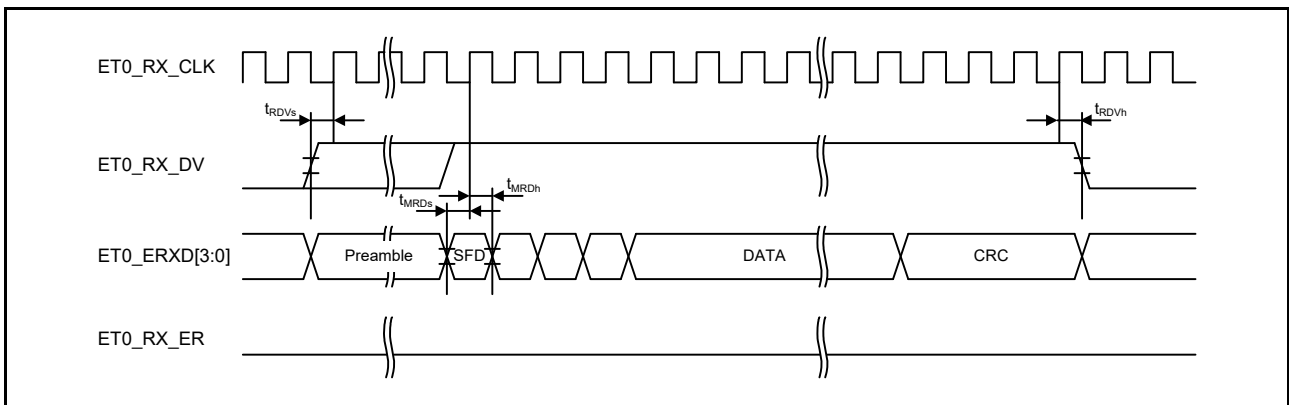 ET0_RX_CLK
tRDVs
tRDVh
ET0_RX_DV
tMRDh
tMRDs
ET0_ERXD[3:0]
Preamble
SFD
DATA
CRC
ET0_RX_ER